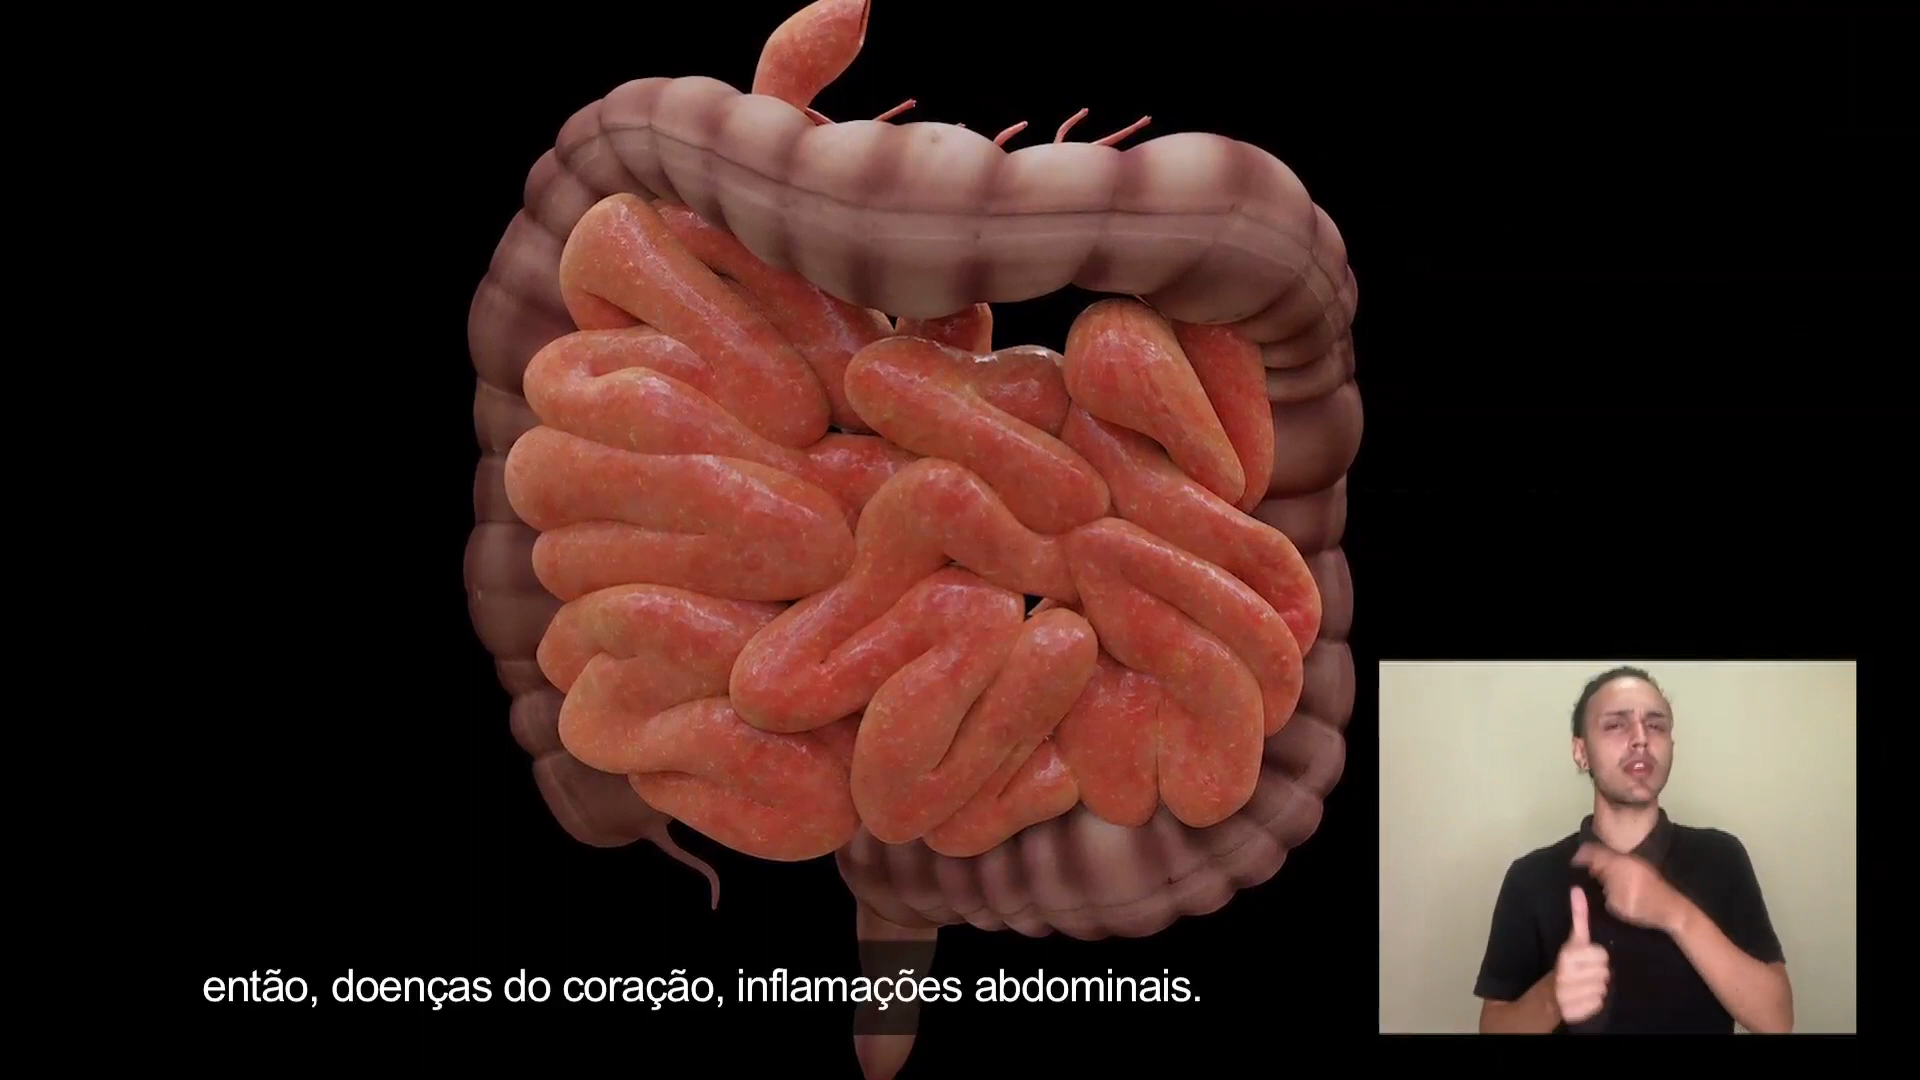 então, doenças do coração, inflamações abdominais.